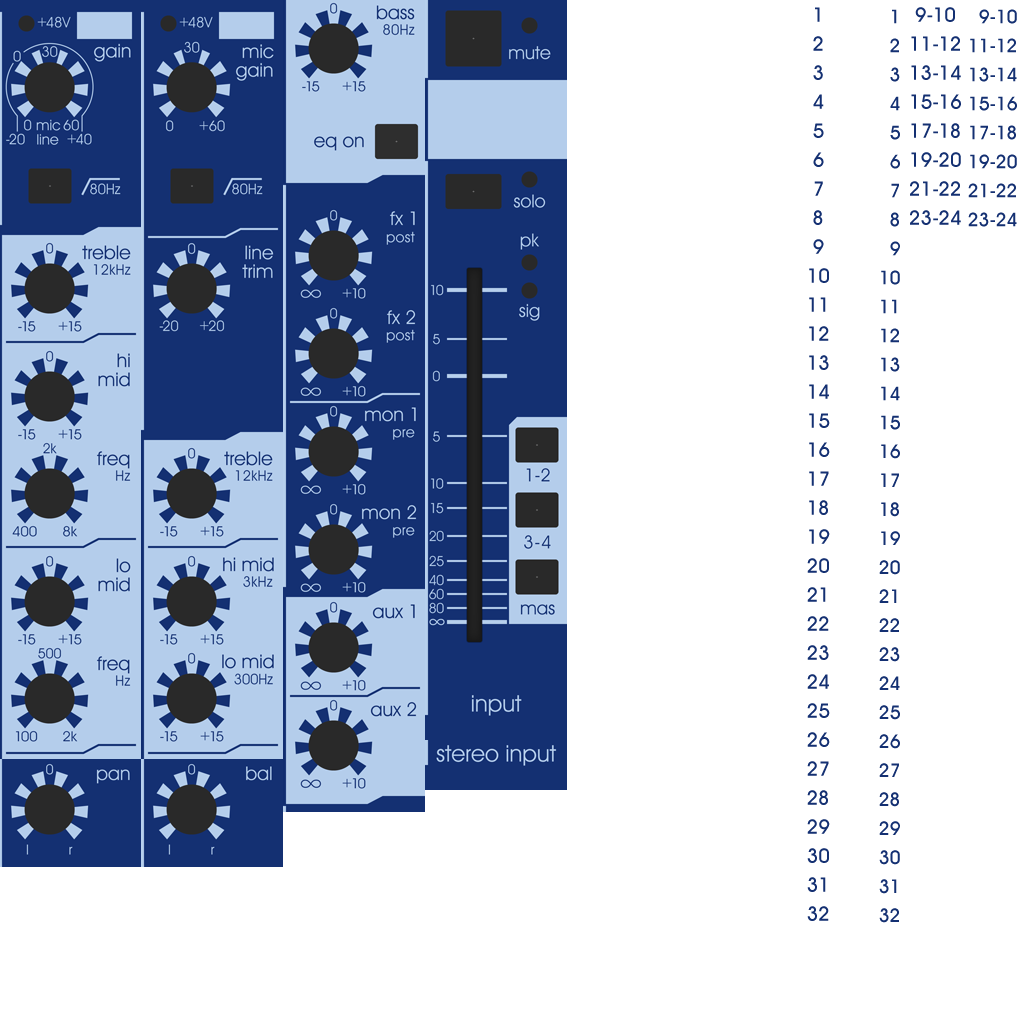 +48V
gain
0 30
0 mic 60
-20 line +40
80Hz
treble
0
12kHz
-15 +15
hi
mid
0
-15 +15
2k
freq
Hz
400 8k
lo
mid
0
-15 +15
500
freq
Hz
100 2k
pan
0
l r
+48V
mic
gain
30
0 +60
80Hz
line
trim
0
-20 +20
treble
0
12kHz
-15 +15
hi mid
0
3kHz
-15 +15
lo mid
0
300Hz
-15 +15
bal
0
l r
bass
0
80Hz
-15 +15
eq on
fx 1
0
post
∞ +10
fx 2
0
post
∞ +10
mon 1
0
pre
∞ +10
mon 2
0
pre
∞ +10
aux 1
0
∞ +10
aux 2
0
∞ +10
mute
solo
pk
sig
10
5
0
5
10
15
20
25
40
60
80
∞
1-2
3-4
mas
input
stereo input
1 1 9-10 9-10
2 2 11-12 11-12
3 3 13-14 13-14
4 4 15-16 15-16
5 5 17-18 17-18
6 6 19-20 19-20
7 7 21-22 21-22
8 8 23-24 23-24
9 9
10 10
11 11
12 12
13 13
14 14
15 15
16 16
17 17
18 18
19 19
20 20
21 21
22 22
23 23
24 24
25 25
26 26
27 27
28 28
29 29
30 30
31 31
32 32